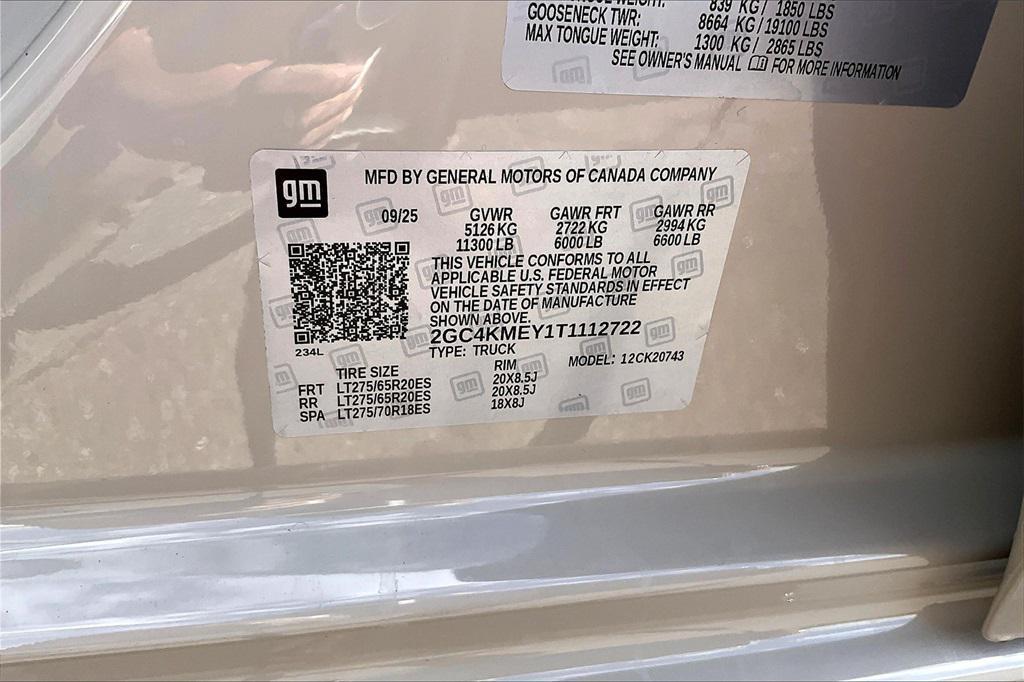 839 KG/ 1850 LBS
GOOSENECK TWR: 8664 KG/19100 LBS
MAX TONGUE WEIGHT: 1300 KG/ 2865 LBS
SEE OWNER'S MANUAL FOR MORE INFORMATION
gm
MFD BY GENERAL MOTORS OF CANADA COMPANY
09/25 GVWR GAWR FRT GAWR RR
5126 KG 2722 KG 2994 KG
11300 LB 6000 LB 6600 LB
THIS VEHICLE CONFORMS TO ALL
APPLICABLE U.S. FEDERAL MOTOR
VEHICLE SAFETY STANDARDS IN EFFECT
ON THE DATE OF MANUFACTURE
SHOWN ABOVE.
2GC4KMEY1T1112722
234L TYPE: TRUCK MODEL: 12CK20743
TIRE SIZE RIM
FRT LT275/65R20ES 20X8.5J
RR LT275/65R20ES 20X8.5J
SPA LT275/70R18ES 18X8J